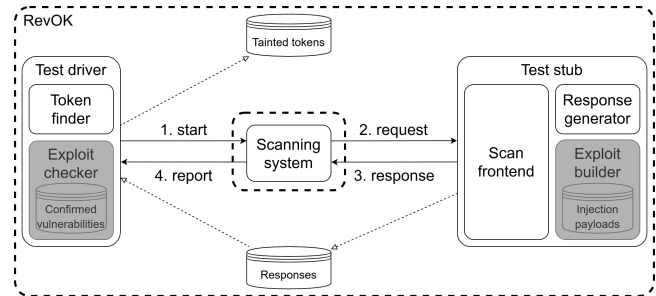 RevOK
Tainted tokens
Test driver
Token
finder
Exploit
checker
Confirmed
vulnerabilities
1. start
4. report
Scanning
system
2. request
3. response
Test stub
Scan
frontend
Response
generator
Exploit
builder
Injection
payloads
Responses